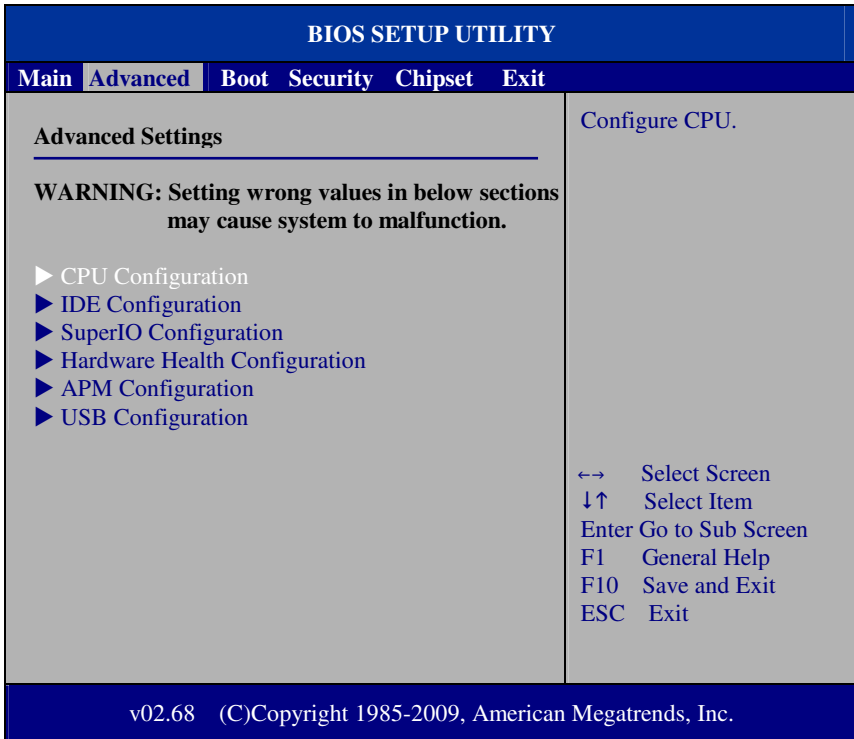 BIOS SETUP UTILITY
Main Advanced Boot Security Chipset Exit
Advanced Settings
WARNING: Setting wrong values in below sections
may cause system to malfunction.
▶ CPU Configuration
▶ IDE Configuration
▶ SuperIO Configuration
▶ Hardware Health Configuration
▶ APM Configuration
▶ USB Configuration
Configure CPU.
←→ Select Screen
↓↑ Select Item
Enter Go to Sub Screen
F1 General Help
F10 Save and Exit
ESC Exit
v02.68 (C)Copyright 1985-2009, American Megatrends, Inc.